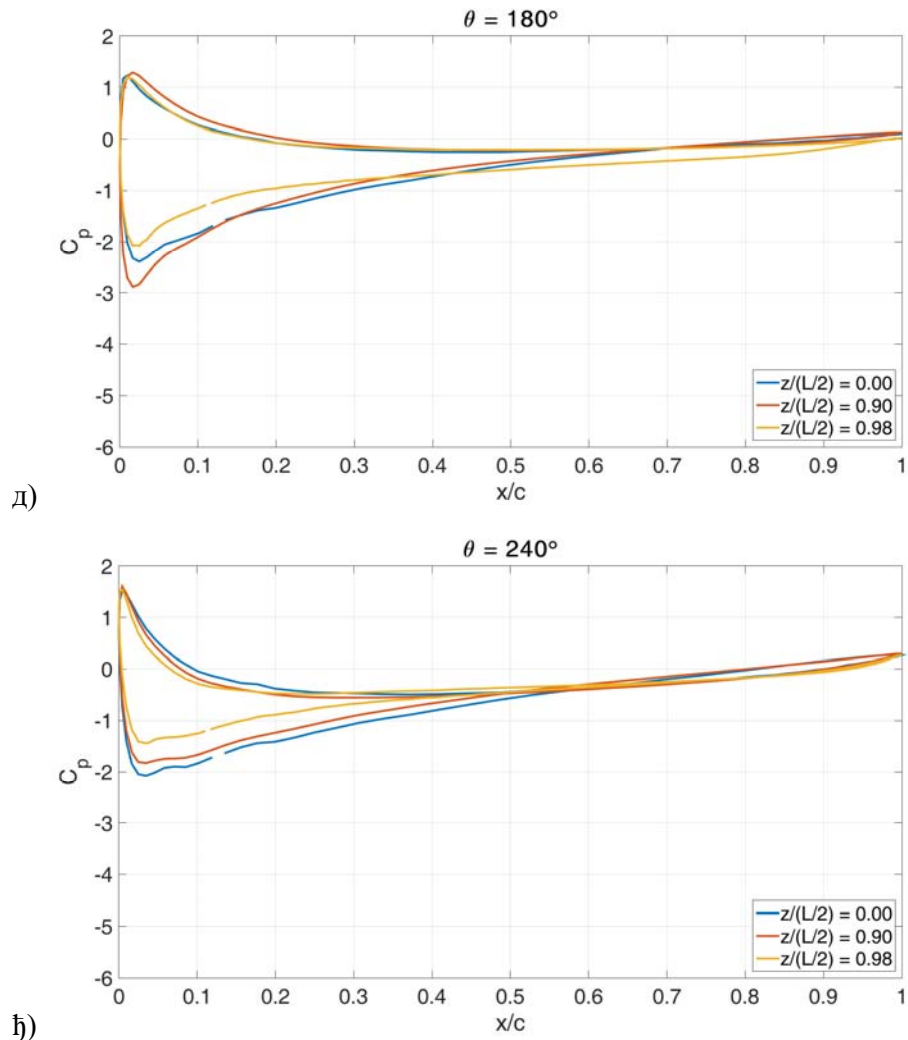 θ = 180°
2
1
0
-1
-2
-3
-4
-5
-6
C_p
z/(L/2) = 0.00
z/(L/2) = 0.90
z/(L/2) = 0.98
0 0.1 0.2 0.3 0.4 0.5 0.6 0.7 0.8 0.9 1
x/c
д)
θ = 240°
2
1
0
-1
-2
-3
-4
-5
-6
C_p
z/(L/2) = 0.00
z/(L/2) = 0.90
z/(L/2) = 0.98
0 0.1 0.2 0.3 0.4 0.5 0.6 0.7 0.8 0.9 1
x/c
ђ)